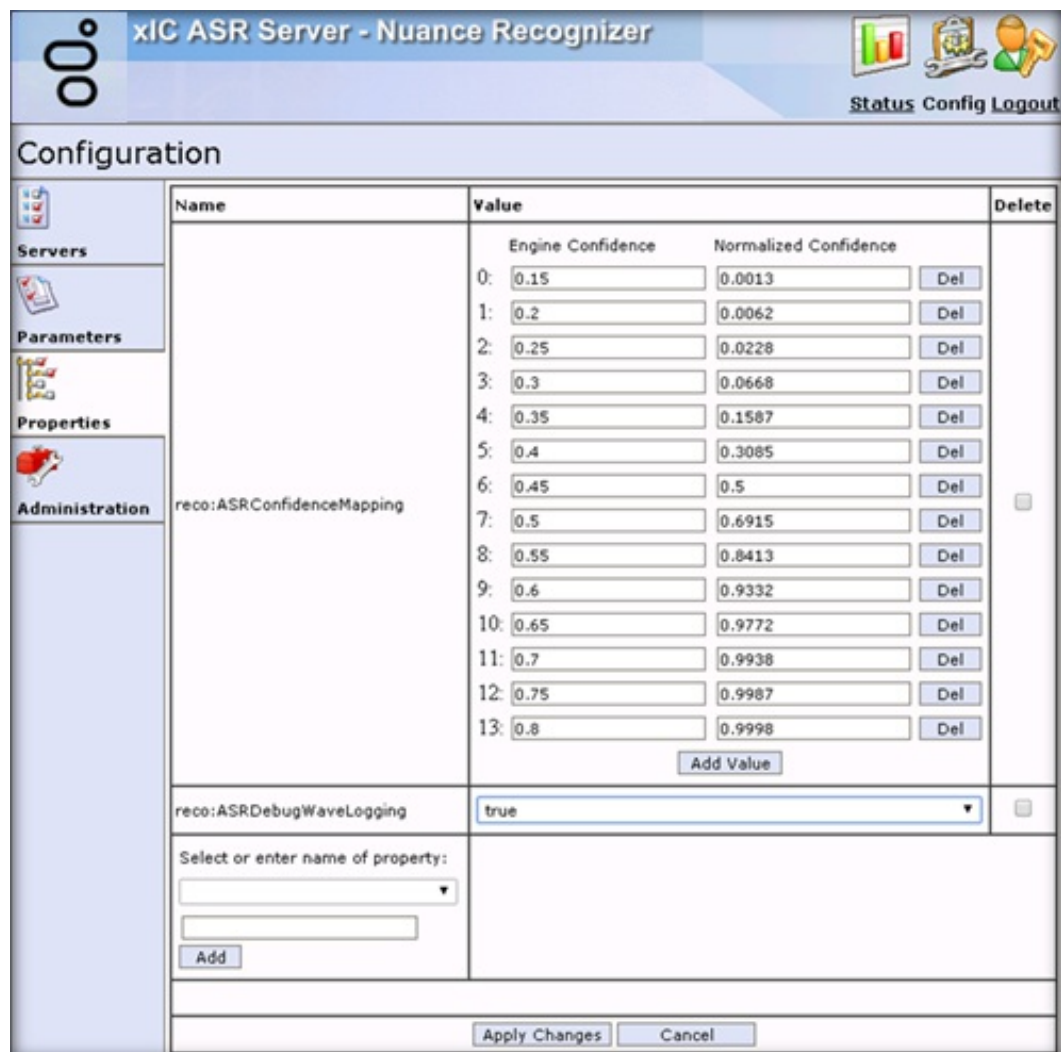 xIC ASR Server - Nuance Recognizer
Status Config Logout
Configuration
Servers
Parameters
Properties
Administration
Name Value Delete
Engine Confidence Normalized Confidence
0: 0.15 0.0013 Del
1: 0.2 0.0062 Del
2: 0.25 0.0228 Del
3: 0.3 0.0668 Del
4: 0.35 0.1587 Del
5: 0.4 0.3085 Del
6: 0.45 0.5 Del
reco:ASRConfidenceMapping
7: 0.5 0.6915 Del
8: 0.55 0.8413 Del
9: 0.6 0.9332 Del
10: 0.65 0.9772 Del
11: 0.7 0.9938 Del
12: 0.75 0.9987 Del
13: 0.8 0.9998 Del
Add Value
reco:ASRDebugWaveLogging true
Select or enter name of property:
Add
Apply Changes Cancel